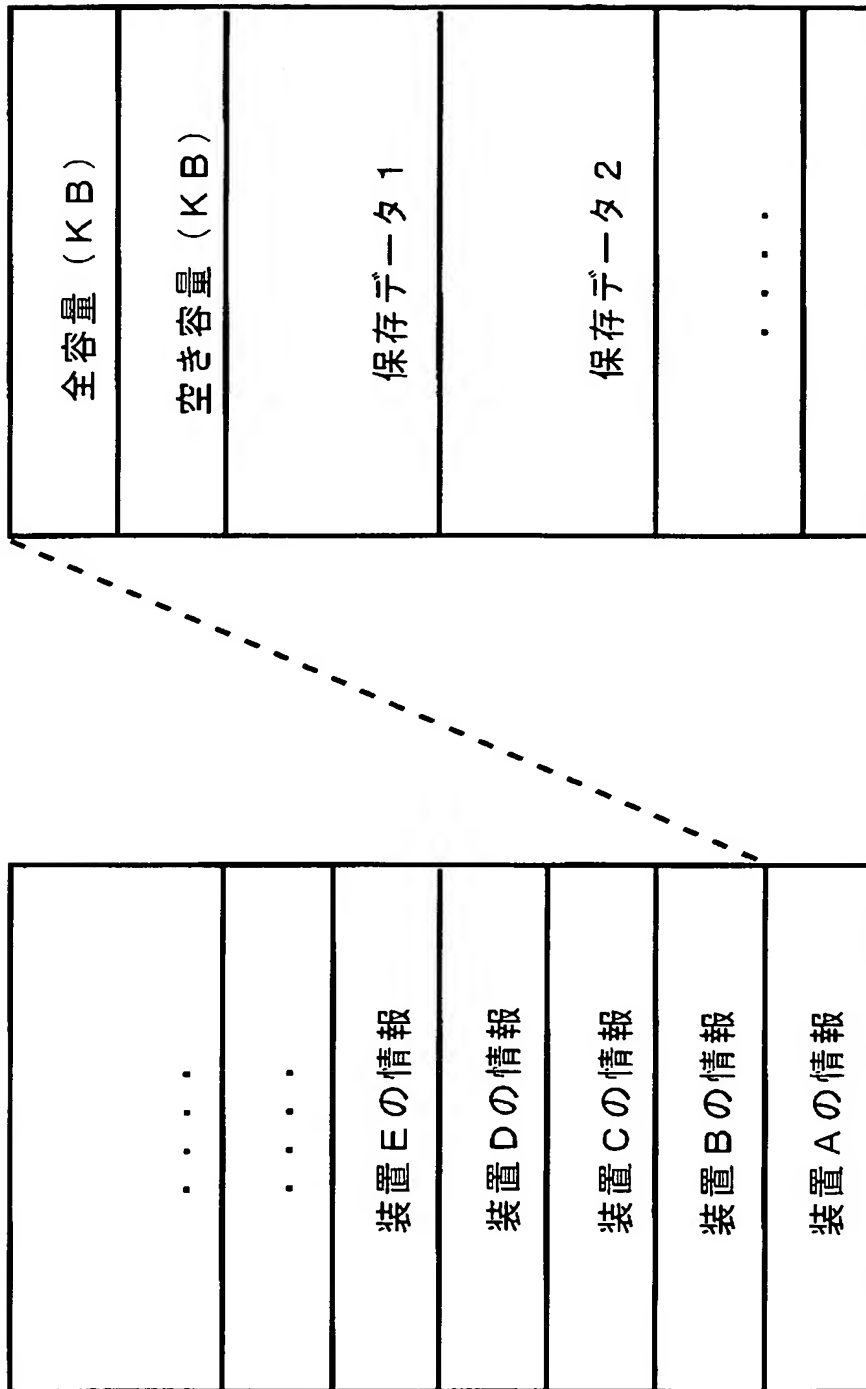 ・・・・
・・・・
装置Eの情報
装置Dの情報
装置Cの情報
装置Bの情報
装置Aの情報
全容量（KB）
空き容量（KB）
保存データ1
保存データ2
・・・・